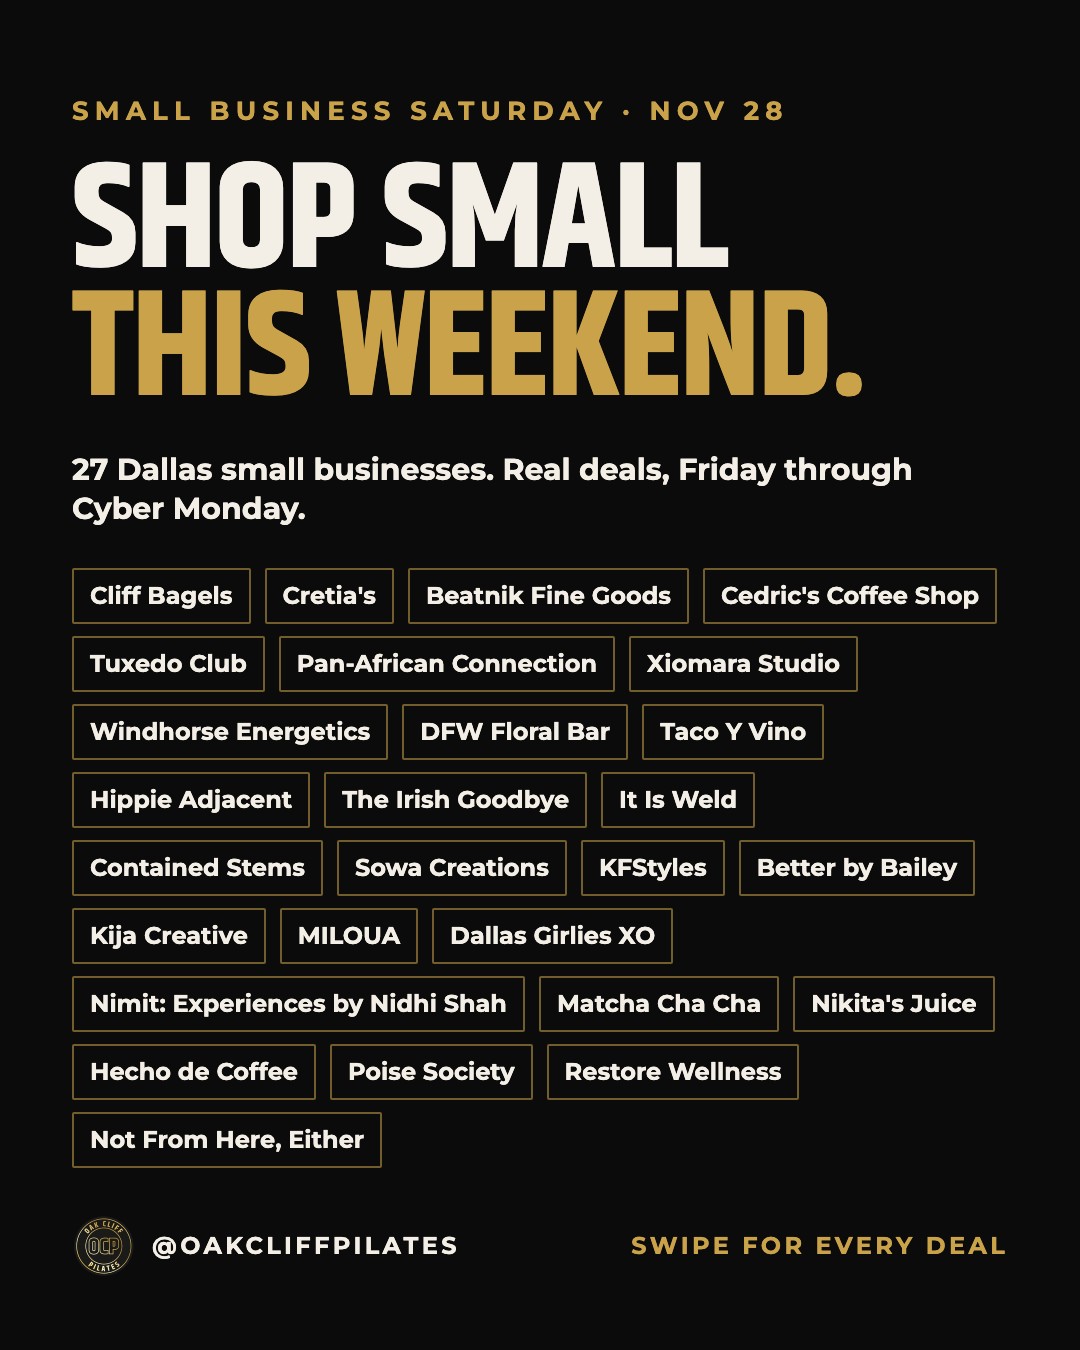 SMALL BUSINESS SATURDAY · NOV 28
SHOP SMALL
THIS WEEKEND.
27 Dallas small businesses. Real deals, Friday through
Cyber Monday.
Cliff Bagels Cretia's Beatnik Fine Goods Cedric's Coffee Shop
Tuxedo Club Pan-African Connection Xiomara Studio
Windhorse Energetics DFW Floral Bar Taco Y Vino
Hippie Adjacent The Irish Goodbye It Is Weld
Contained Stems Sowa Creations KFStyles Better by Bailey
Kija Creative MILOUA Dallas Girlies XO
Nimit: Experiences by Nidhi Shah Matcha Cha Cha Nikita's Juice
Hecho de Coffee Poise Society Restore Wellness
Not From Here, Either
OAK CLIFF
OCP
PILATES
@OAKCLIFFPILATES SWIPE FOR EVERY DEAL